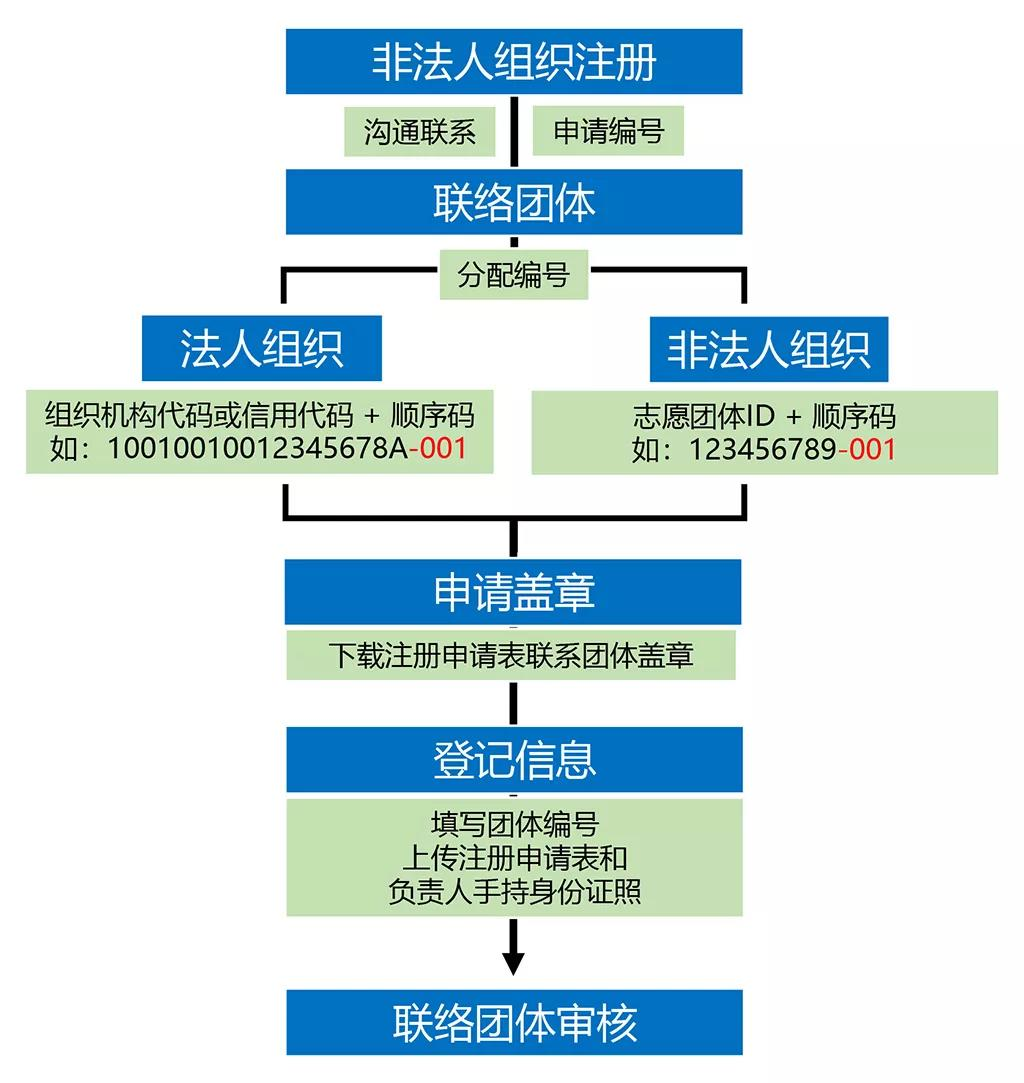 非法人组织注册
沟通联系
申请编号
联络团体
分配编号
法人组织
非法人组织
组织机构代码或信用代码 + 顺序码
如：10010010012345678A-001
志愿团体ID + 顺序码
如：123456789-001
申请盖章
下载注册申请表联系团体盖章
登记信息
填写团体编号
上传注册申请表和
负责人手持身份证照
联络团体审核